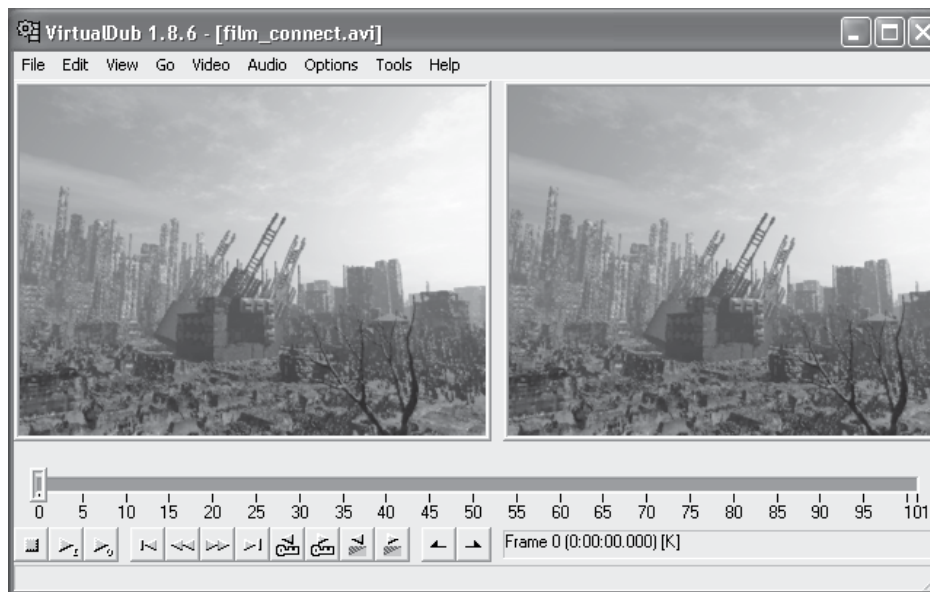 VirtualDub 1.8.6 - [film_connect.avi]
File Edit View Go Video Audio Options Tools Help
0 5 10 15 20 25 30 35 40 45 50 55 60 65 70 75 80 85 90 95 101
Frame 0 (0:00:00.000) [K]